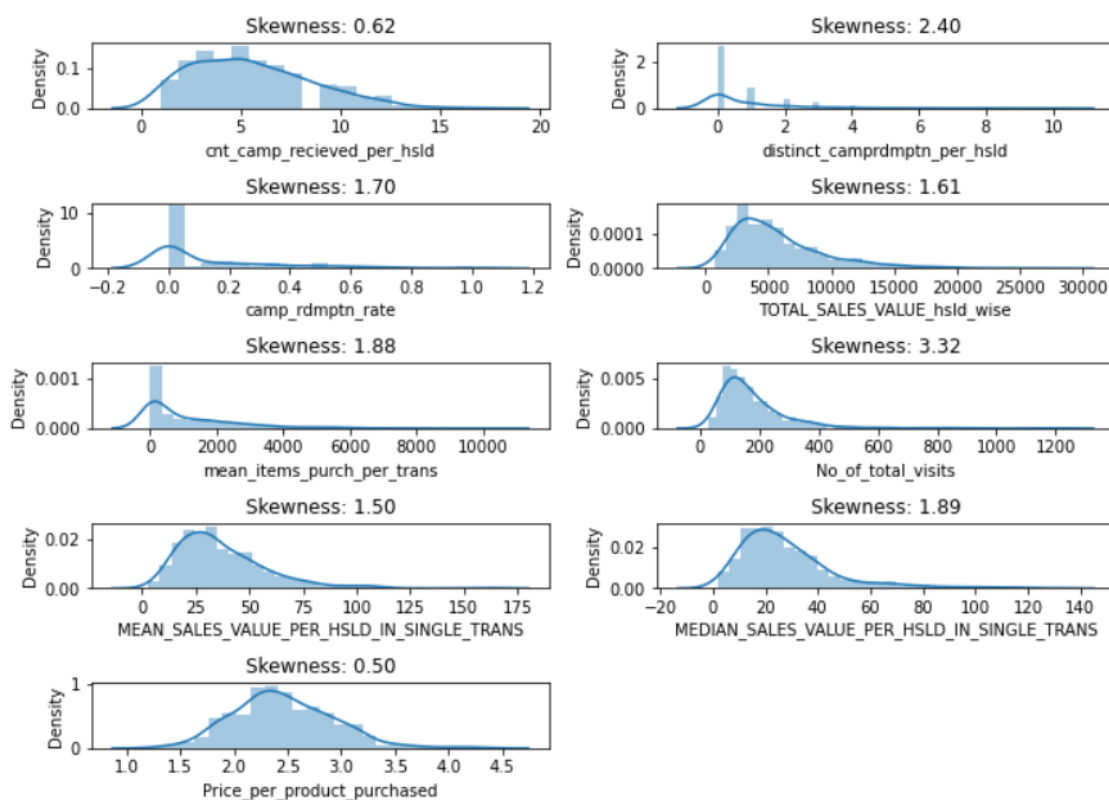 Skewness: 0.62
Density
0.1
0.0
0 5 10 15 20
cnt_camp_recieved_per_hsld
Skewness: 2.40
Density
2
0
0 2 4 6 8 10
distinct_camprdmptn_per_hsld
Skewness: 1.70
Density
10
0
−0.2 0.0 0.2 0.4 0.6 0.8 1.0 1.2
camp_rdmptn_rate
Skewness: 1.61
Density
0.0001
0.0000
0 5000 10000 15000 20000 25000 30000
TOTAL_SALES_VALUE_hsld_wise
Skewness: 1.88
Density
0.001
0.000
0 2000 4000 6000 8000 10000
mean_items_purch_per_trans
Skewness: 3.32
Density
0.005
0.000
0 200 400 600 800 1000 1200
No_of_total_visits
Skewness: 1.50
Density
0.02
0.00
0 25 50 75 100 125 150 175
MEAN_SALES_VALUE_PER_HSLD_IN_SINGLE_TRANS
Skewness: 1.89
Density
0.02
0.00
−20 0 20 40 60 80 100 120 140
MEDIAN_SALES_VALUE_PER_HSLD_IN_SINGLE_TRANS
Skewness: 0.50
Density
1
0
1.0 1.5 2.0 2.5 3.0 3.5 4.0 4.5
Price_per_product_purchased